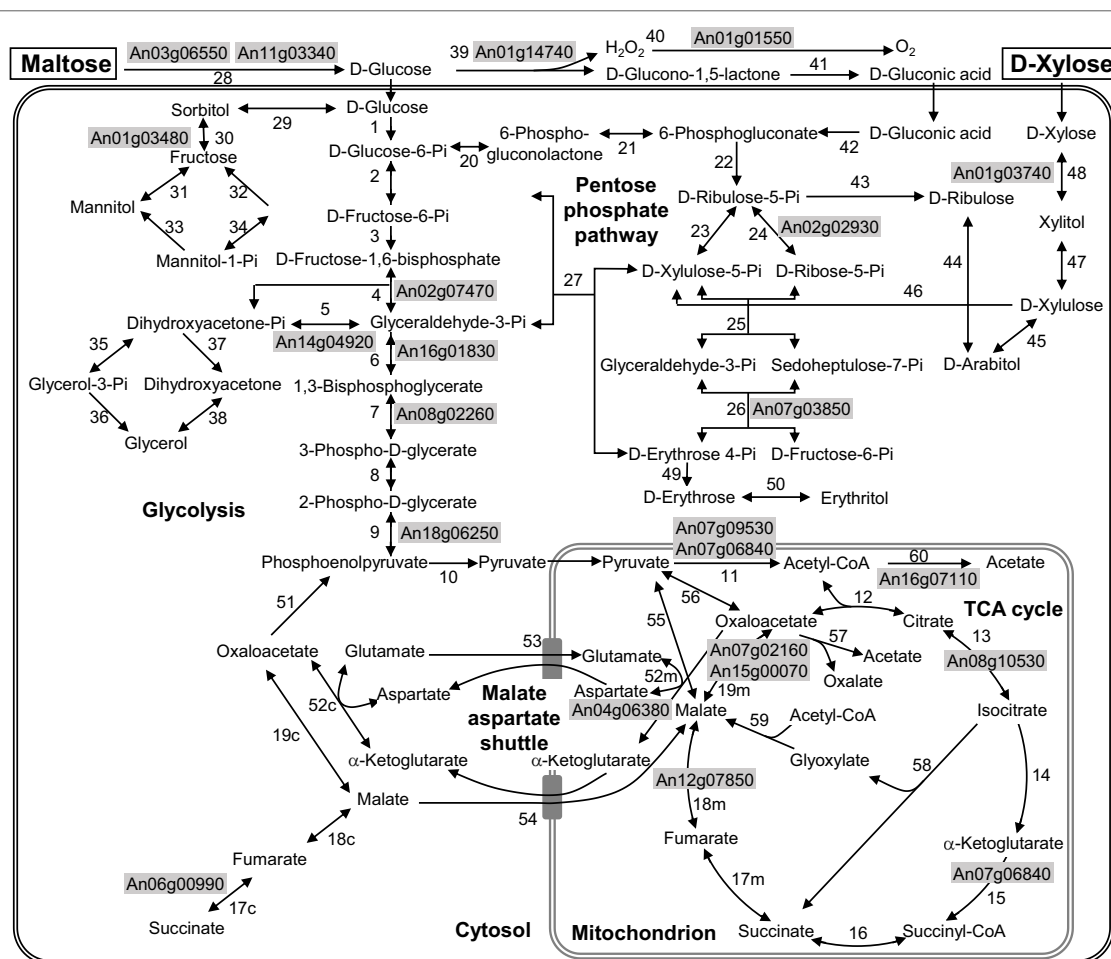 Maltose
An03g06550 An11g03340
28
D-Glucose
39 An01g14740
H2O2
40 An01g01550
O2
D-Glucono-1,5-lactone
41
D-Gluconic acid
D-Xylose
Sorbitol
29
D-Glucose
An01g03480 30
1
6-Phospho-
gluconolactone
21
6-Phosphogluconate
42
D-Gluconic acid
D-Xylose
Fructose
D-Glucose-6-Pi
20
22
An01g03740 48
31
32
2
Pentose
phosphate
pathway
D-Ribulose-5-Pi
43
D-Ribulose
Mannitol
33
34
D-Fructose-6-Pi
23
24
An02g02930
Xylitol
Mannitol-1-Pi
3
D-Fructose-1,6-bisphosphate
27
D-Xylulose-5-Pi
D-Ribose-5-Pi
44
47
4
An02g07470
46
D-Xylulose
5
Dihydroxyacetone-Pi
Glyceraldehyde-3-Pi
25
45
An14g04920
35
37
6
An16g01830
Glyceraldehyde-3-Pi
Sedoheptulose-7-Pi
D-Arabitol
Glycerol-3-Pi
Dihydroxyacetone
1,3-Bisphosphoglycerate
36
38
7
An08g02260
26
An07g03850
Glycerol
3-Phospho-D-glycerate
D-Erythrose 4-Pi
D-Fructose-6-Pi
8
49
Glycolysis
2-Phospho-D-glycerate
D-Erythrose
50
Erythritol
9
An18g06250
An07g09530
An07g06840
Phosphoenolpyruvate
10
Pyruvate
Pyruvate
11
Acetyl-CoA
60
Acetate
An16g07110
51
56
12
TCA cycle
55
Oxaloacetate
Citrate
13
Oxaloacetate
Glutamate
53
Glutamate
An07g02160
An15g00070
57
Acetate
An08g10530
52c
Aspartate
Malate
aspartate
shuttle
Aspartate
52m
19m
Oxalate
An04g06380
Malate
59
Acetyl-CoA
Isocitrate
19c
α-Ketoglutarate
α-Ketoglutarate
Glyoxylate
58
14
An12g07850
Malate
54
18m
18c
Fumarate
α-Ketoglutarate
Fumarate
An07g06840
An06g00990
17c
17m
15
Succinate
Cytosol
Mitochondrion
Succinate
16
Succinyl-CoA